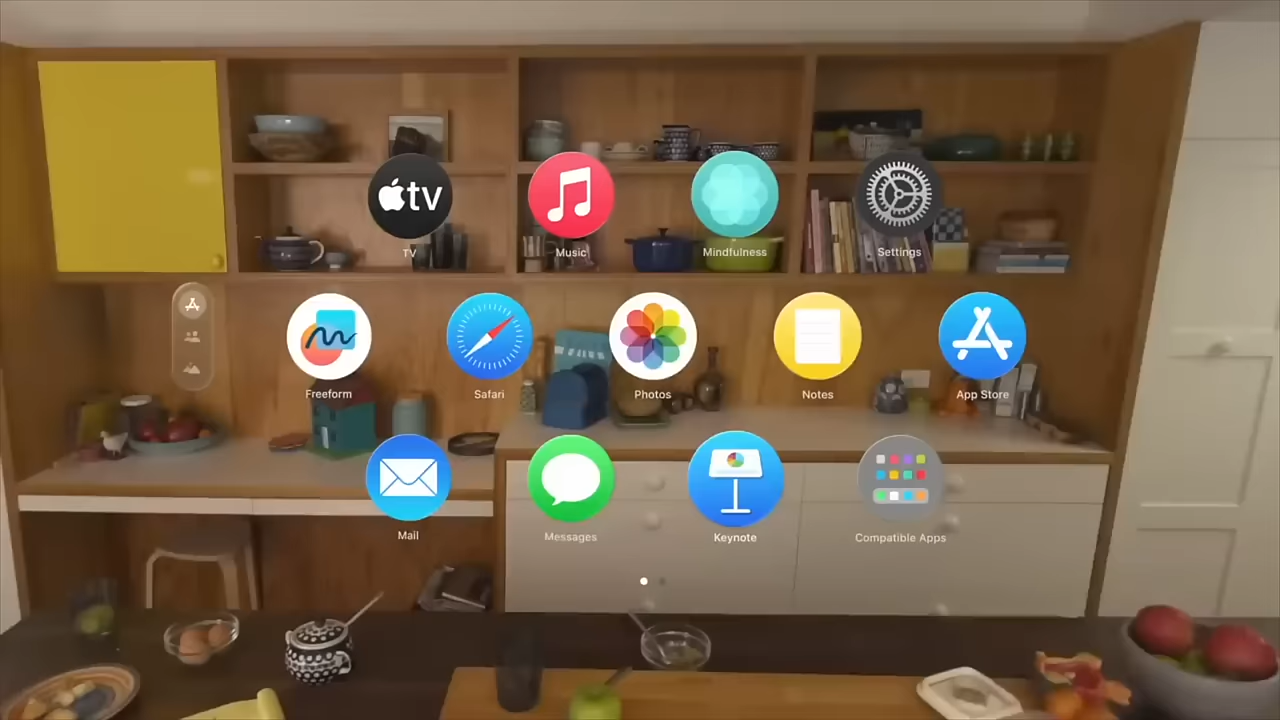 tv
TV
Music
Mindfulness
Settings
Freeform
Safari
Photos
Notes
App Store
Mail
Messages
Keynote
Compatible Apps